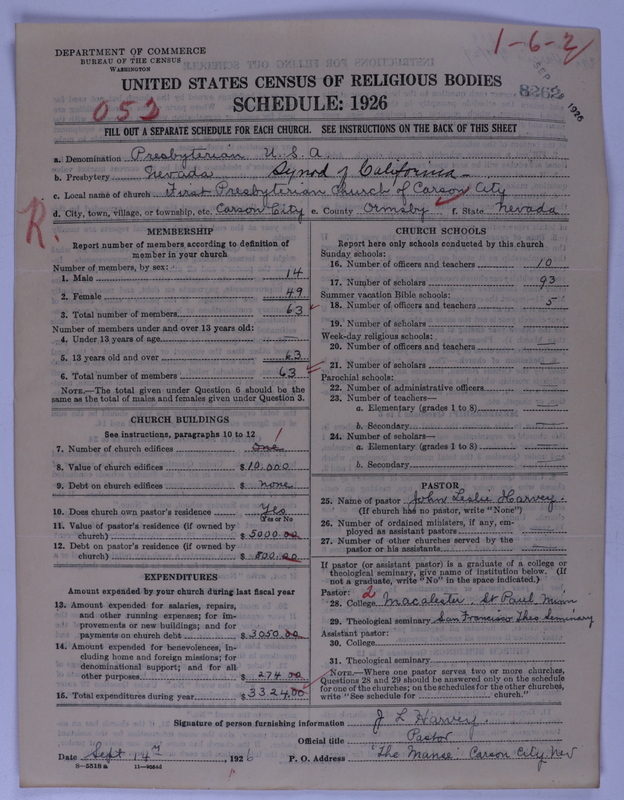 DEPARTMENT OF COMMERCE
BUREAU OF THE CENSUS
WASHINGTON
1-6-2
8262
1926
UNITED STATES CENSUS OF RELIGIOUS BODIES
SCHEDULE: 1926
052
FILL OUT A SEPARATE SCHEDULE FOR EACH CHURCH. SEE INSTRUCTIONS ON THE BACK OF THIS SHEET
a. Denomination Presbyterian U.S.A.
b. Presbytery Nevada Synod of California
c. Local name of church First Presbyterian Church of Carson City
d. City, town, village, or township, etc. Carson City e. County Ormsby f. State Nevada
R.
MEMBERSHIP
Report number of members according to definition of
member in your church
Number of members, by sex:
1. Male 14
2. Female 49
3. Total number of members 63
Number of members under and over 13 years old:
4. Under 13 years of age —
5. 13 years old and over 63
6. Total number of members 63
NOTE.—The total given under Question 6 should be the
same as the total of males and females given under Question 3.
CHURCH BUILDINGS
See instructions, paragraphs 10 to 12
7. Number of church edifices one 1
8. Value of church edifices $10,000
9. Debt on church edifices $ none
10. Does church own pastor's residence Yes
(Yes or No
11. Value of pastor's residence (if owned by
church) $5000.00
12. Debt on pastor's residence (if owned by
church) $ 800.00
EXPENDITURES
Amount expended by your church during last fiscal year
13. Amount expended for salaries, repairs,
and other running expenses; for im-
provements or new buildings; and for
payments on church debt $3050.00
14. Amount expended for benevolences, in-
cluding home and foreign missions; for
denominational support; and for all
other purposes $274.00
15. Total expenditures during year $3324.00
CHURCH SCHOOLS
Report here only schools conducted by this church
Sunday schools:
16. Number of officers and teachers 10
17. Number of scholars 93
Summer vacation Bible schools:
18. Number of officers and teachers 5
19. Number of scholars
Week-day religious schools:
20. Number of officers and teachers —
21. Number of scholars —
Parochial schools:
22. Number of administrative officers
23. Number of teachers—
a. Elementary (grades 1 to 8) —
b. Secondary —
24. Number of scholars—
a. Elementary (grades 1 to 8) —
b. Secondary —
PASTOR
25. Name of pastor John Leslie Harvey.
(If church has no pastor, write "None")
26. Number of ordained ministers, if any, em-
ployed as assistant pastors —
27. Number of other churches served by the
pastor or his assistants —
If pastor (or assistant pastor) is a graduate of a college or
theological seminary, give name of institution below. (If
not a graduate, write "No" in the space indicated.)
Pastor: 2
28. College Macalester, St Paul, Minn
29. Theological seminary San Francisco Theo Seminary
Assistant pastor:
30. College
31. Theological seminary
NOTE.—Where one pastor serves two or more churches,
Questions 28 and 29 should be answered only on the schedule
for one of the churches; on the schedules for the other churches,
write "See schedule for church."
Signature of person furnishing information J L Harvey.
Official title Pastor
Date Sept 14th, 1926 P. O. Address "The Manse" Carson City Nev
8-5518 a